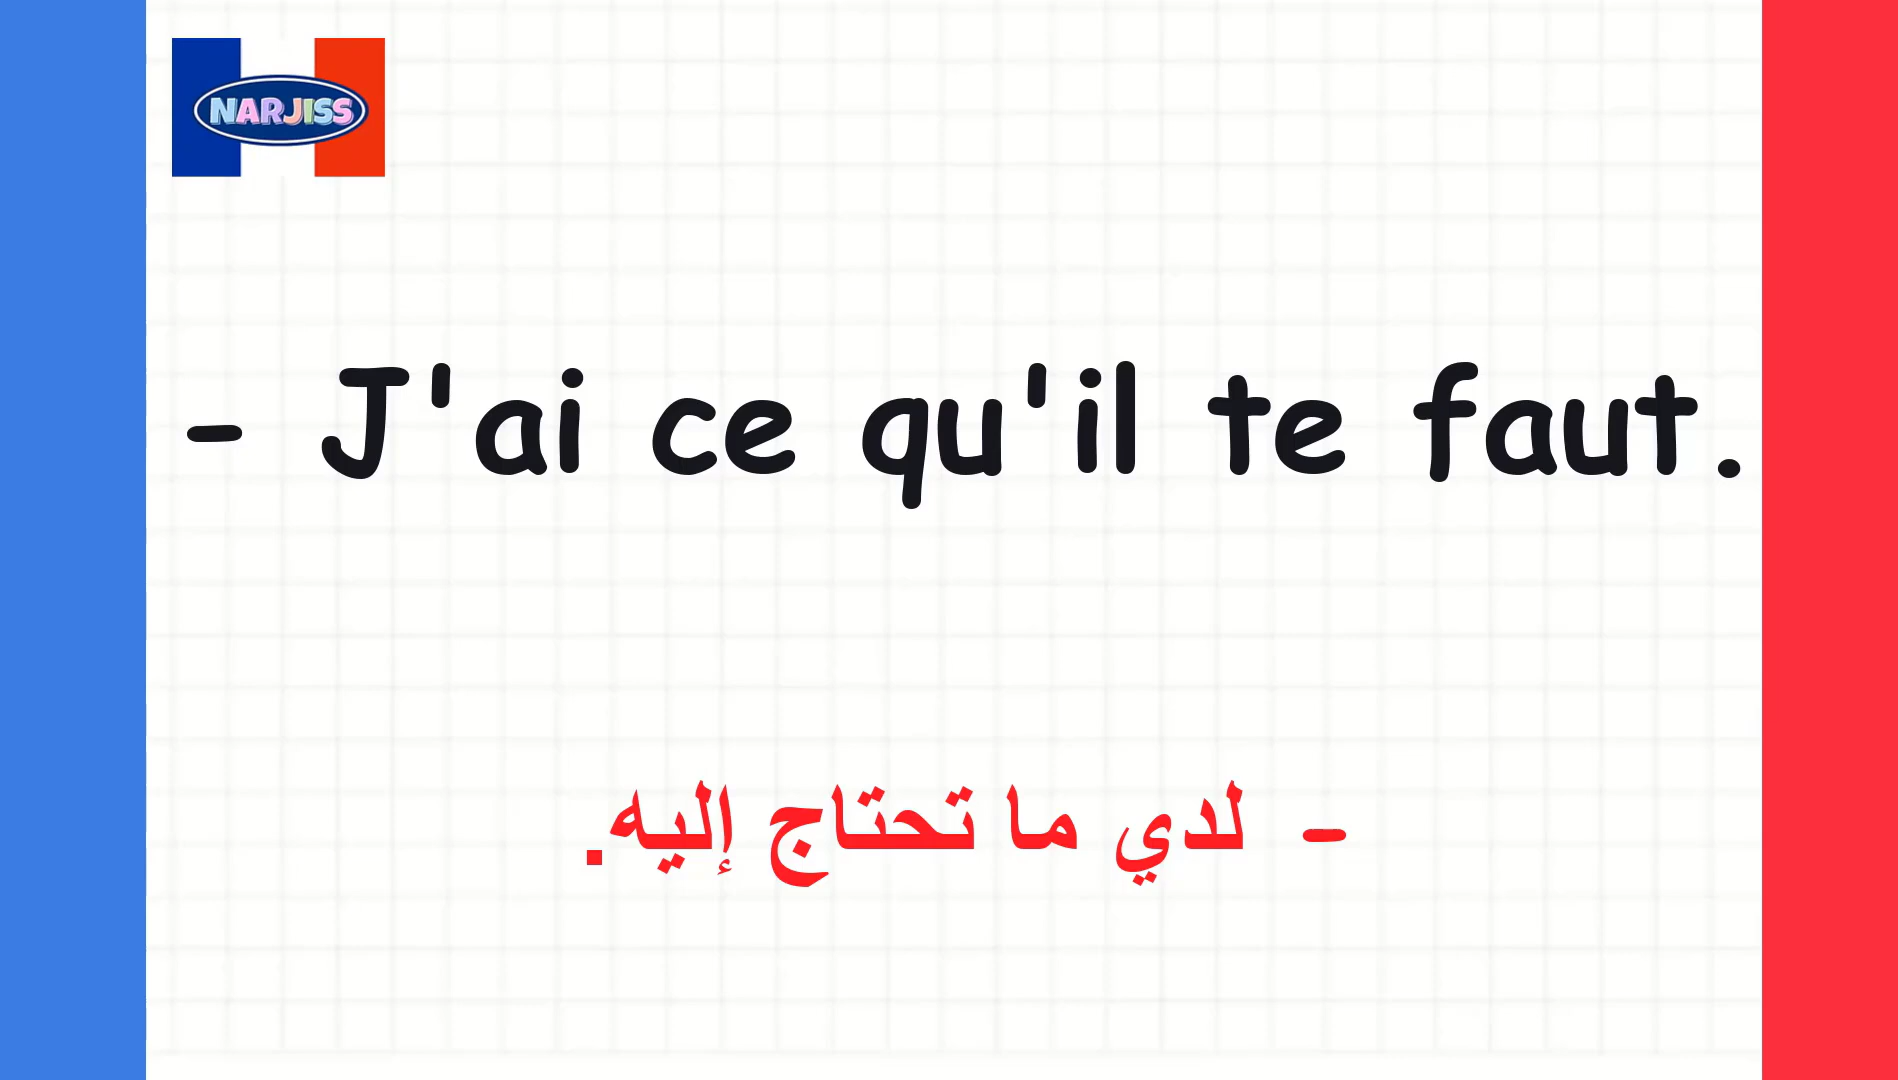 NARJISS
- J'ai ce qu'il te faut.
- لدي ما تحتاج إليه.